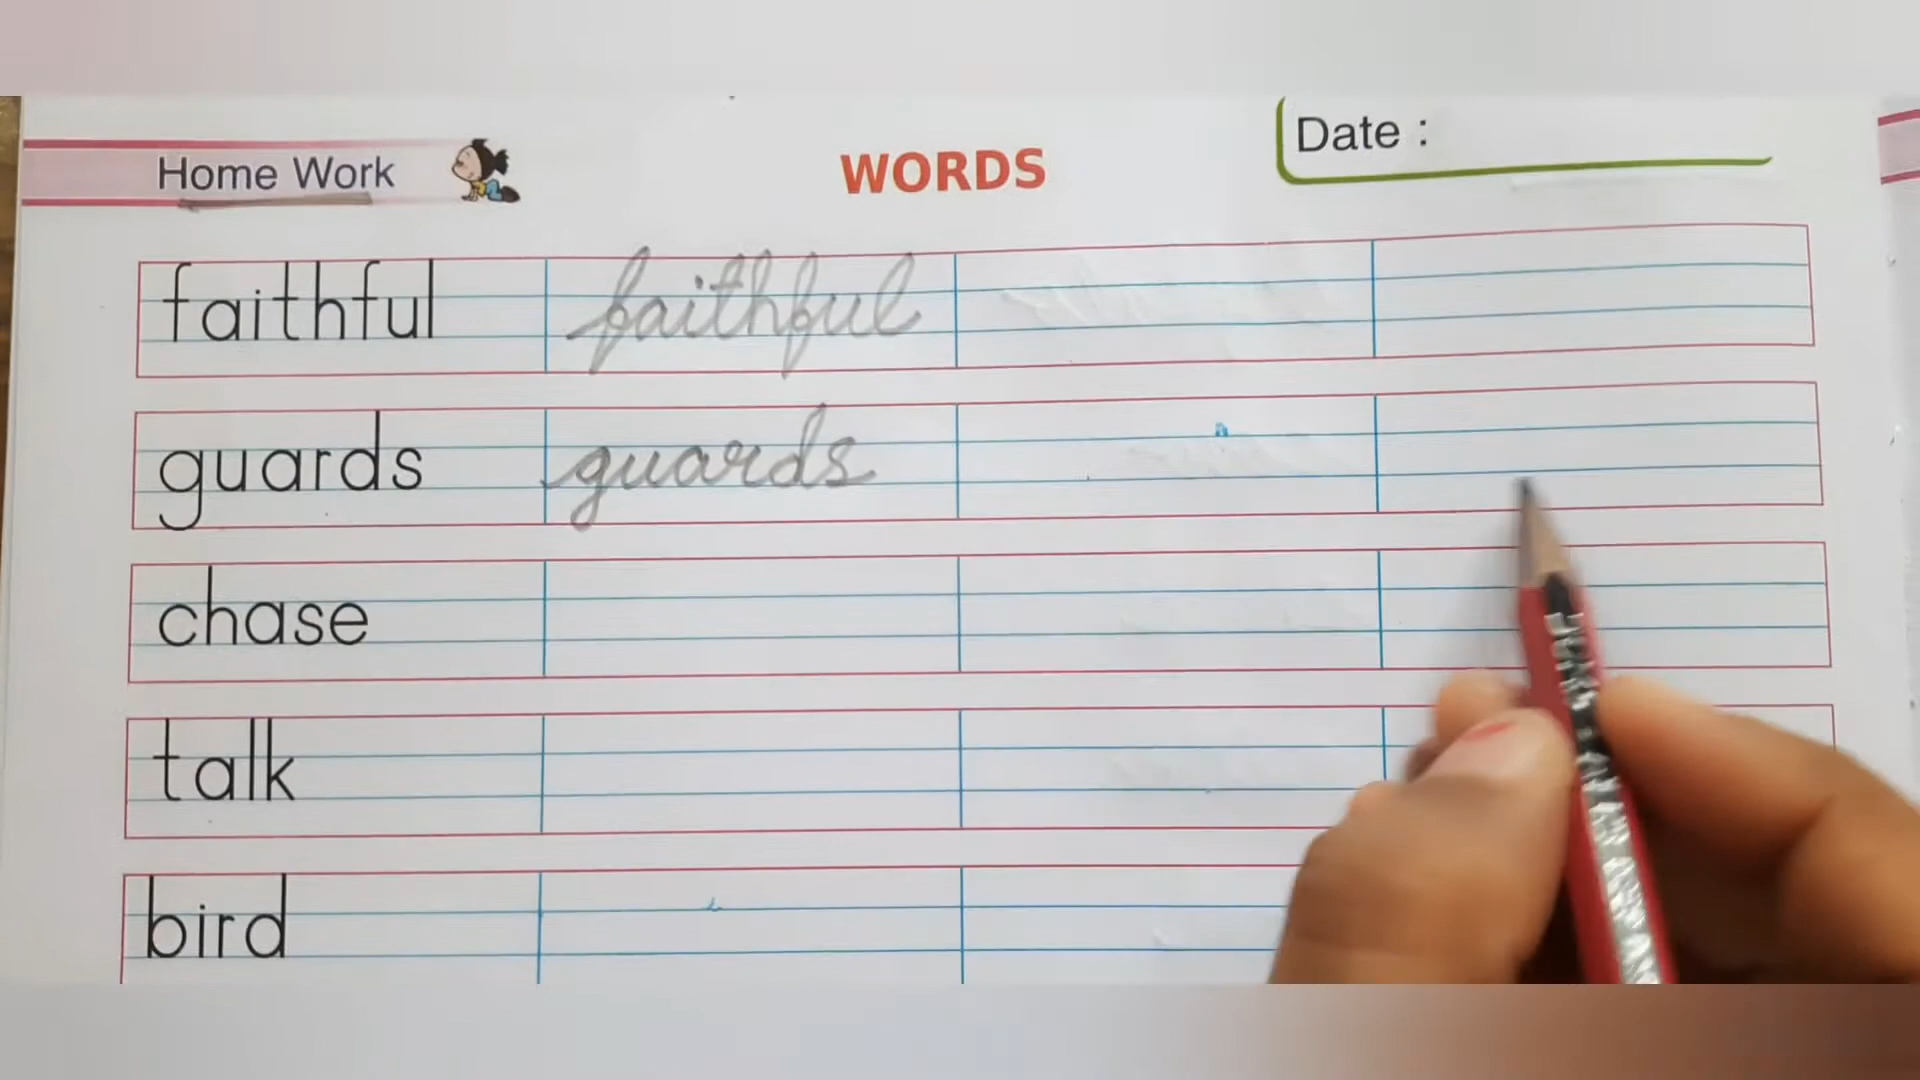 Home Work
WORDS
Date :
faithful faithful
guards guards
chase
talk
bird